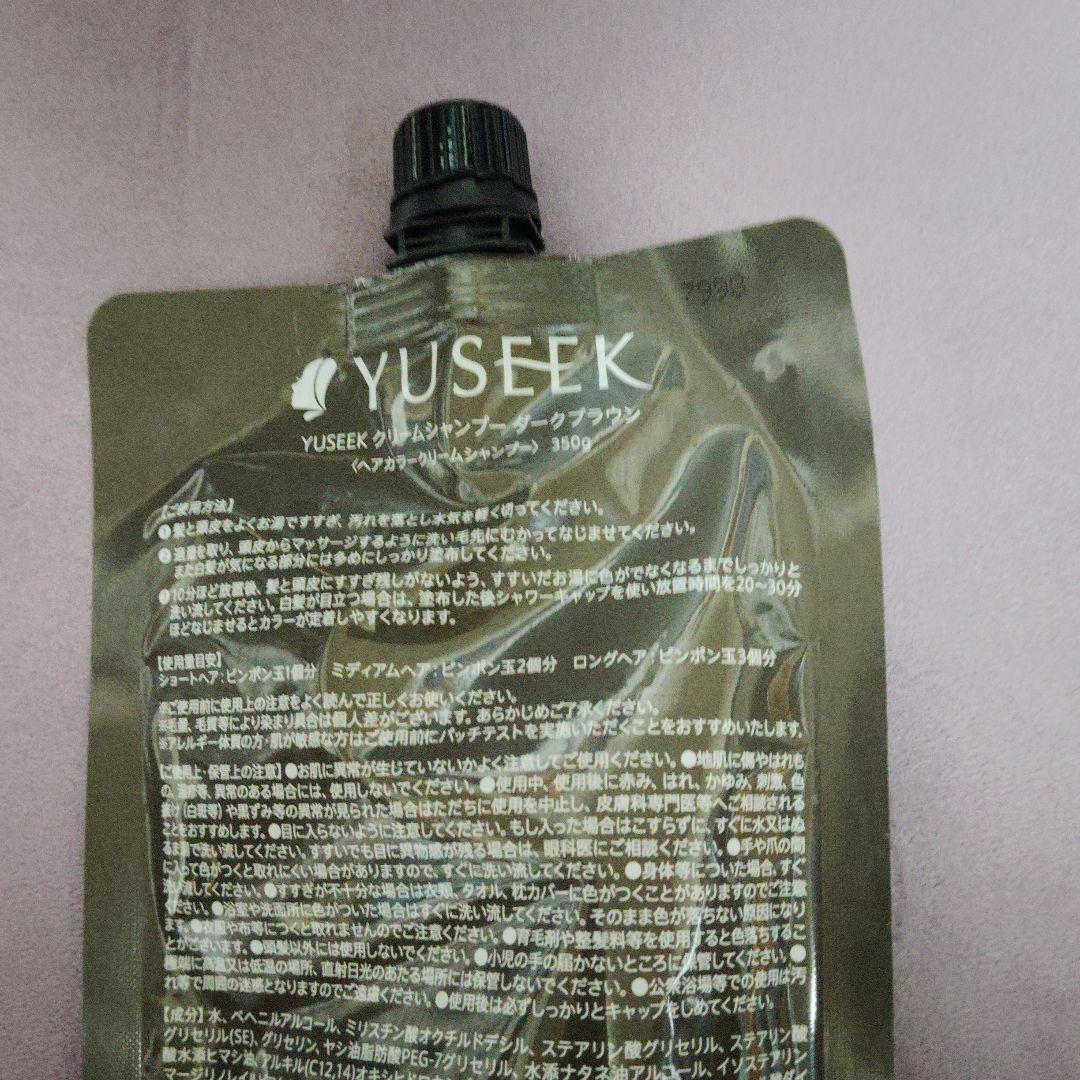 YUSEEK
YUSEEK クリームシャンプー ダークブラウン
〈ヘアカラークリームシャンプー〉 350g
【ご使用方法】
❶ 髪と頭皮をよくお湯ですすぎ、汚れを落とし水気を軽く切ってください。
❷ 適量を取り、頭皮からマッサージするように洗い毛先にむかってなじませてください。
また白髪が気になる部分には多めにしっかり塗布してください。
❸ 10分ほど放置後、髪と頭皮にすすぎ残しがないよう、すすいだお湯に色がでなくなるまでしっかりと
洗い流してください。白髪が目立つ場合は、塗布した後シャワーキャップを使い放置時間を20〜30分
ほどなじませるとカラーが定着しやすくなります。
【使用量目安】
ショートヘア：ピンポン玉1個分 ミディアムヘア：ピンポン玉2個分 ロングヘア：ピンポン玉3個分
※ご使用前に使用上の注意をよく読んで正しくお使いください。
※毛量、毛質等により染まり具合は個人差がございます。あらかじめご了承ください。
※アレルギー体質の方・肌が敏感な方はご使用前にパッチテストを実施いただくことをおすすめいたします。
【ご使用上・保管上の注意】●お肌に異常が生じていないかよく注意してご使用ください。●地肌に傷やはれも
の、湿疹等、異常のある場合には、使用しないでください。●使用中、使用後に赤み、はれ、かゆみ、刺激、色
抜け(白斑等)や黒ずみ等の異常が見られた場合はただちに使用を中止し、皮膚科専門医等へご相談される
ことをおすすめします。●目に入らないように注意してください。もし入った場合はこすらずに、すぐに水又はぬ
るま湯で洗い流してください。すすいでも目に異物感が残る場合は、眼科医にご相談ください。●手や爪の間
に入って色がつくと取れにくい場合がありますので、すぐに洗い流してください。●身体等についた場合、すぐ
洗い流してください。●すすぎが不十分な場合は衣類、タオル、枕カバーに色がつくことがありますのでご注意
ください。●浴室や洗面所に色がついた場合はすぐに洗い流してください。そのまま色が落ちない原因になり
ます。●衣服や布等につくと取れませんのでご注意ください。●育毛剤や整髪料等を使用すると色落ちするこ
とがございます。●頭髪以外には使用しないでください。●小児の手の届かないところに保管してください。●
極端に高温又は低温の場所、直射日光のあたる場所には保管しないでください。●公衆浴場等での使用は汚
れ等で周囲の迷惑となりますのでご遠慮ください。●使用後は必ずしっかりとキャップをしめてください。
【成分】水、ベヘニルアルコール、ミリスチン酸オクチルドデシル、ステアリン酸グリセリル、ステアリン酸
グリセリル(SE)、グリセリン、ヤシ油脂肪酸PEG-7グリセリル、水添ナタネ油アルコール、イソステアリン
酸水添ヒマシ油、アルキル(C12,14)オキシヒドロキシ